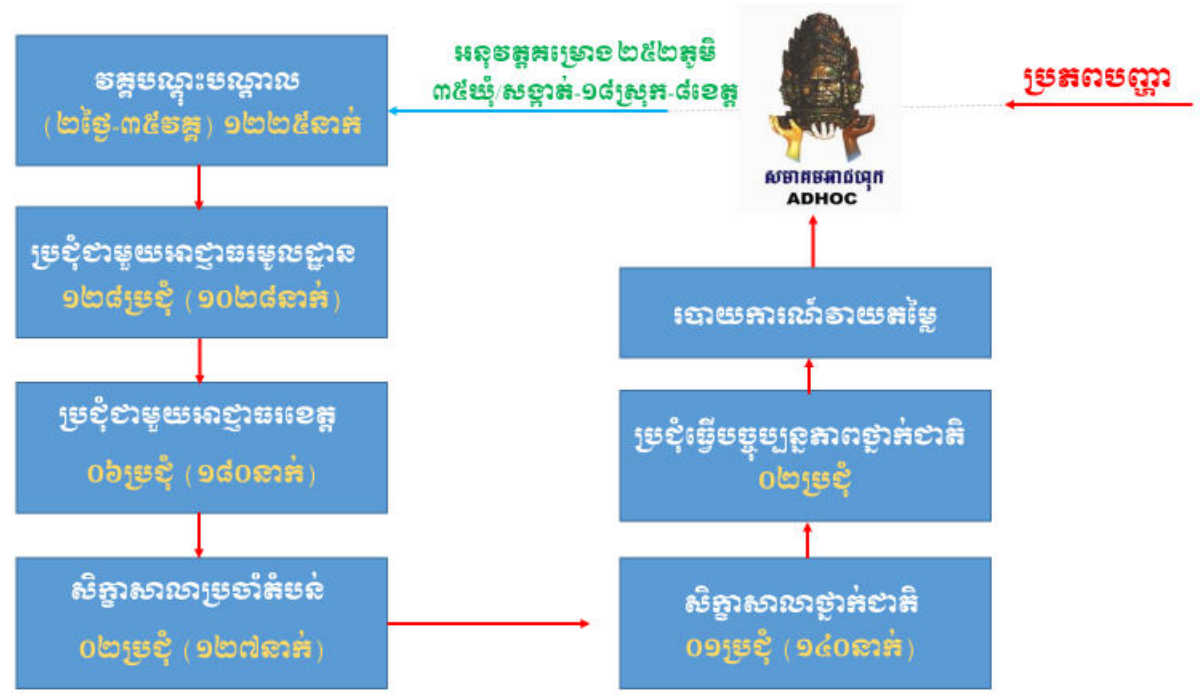 ប្រភពបញ្ហា
សមាគមអាដហុក
ADHOC
អនុវត្តគម្រោង ២៥២ភូមិ
៣៥ឃុំ/សង្កាត់-១៨ស្រុក-៨ខេត្ត
វគ្គបណ្តុះបណ្តាល
(២ថ្ងៃ-៣៥វគ្គ) ១២២៥នាក់
ប្រជុំជាមួយអាជ្ញាធរមូលដ្ឋាន
១២៨ប្រជុំ (១០២៨នាក់)
ប្រជុំជាមួយអាជ្ញាធរខេត្ត
០៦ប្រជុំ (១៨០នាក់)
សិក្ខាសាលាប្រចាំតំបន់
០២ប្រជុំ (១២៧នាក់)
សិក្ខាសាលាថ្នាក់ជាតិ
០១ប្រជុំ (១៤០នាក់)
ប្រជុំធ្វើបច្ចុប្បន្នភាពថ្នាក់ជាតិ
០២ប្រជុំ
របាយការណ៍វាយតម្លៃ